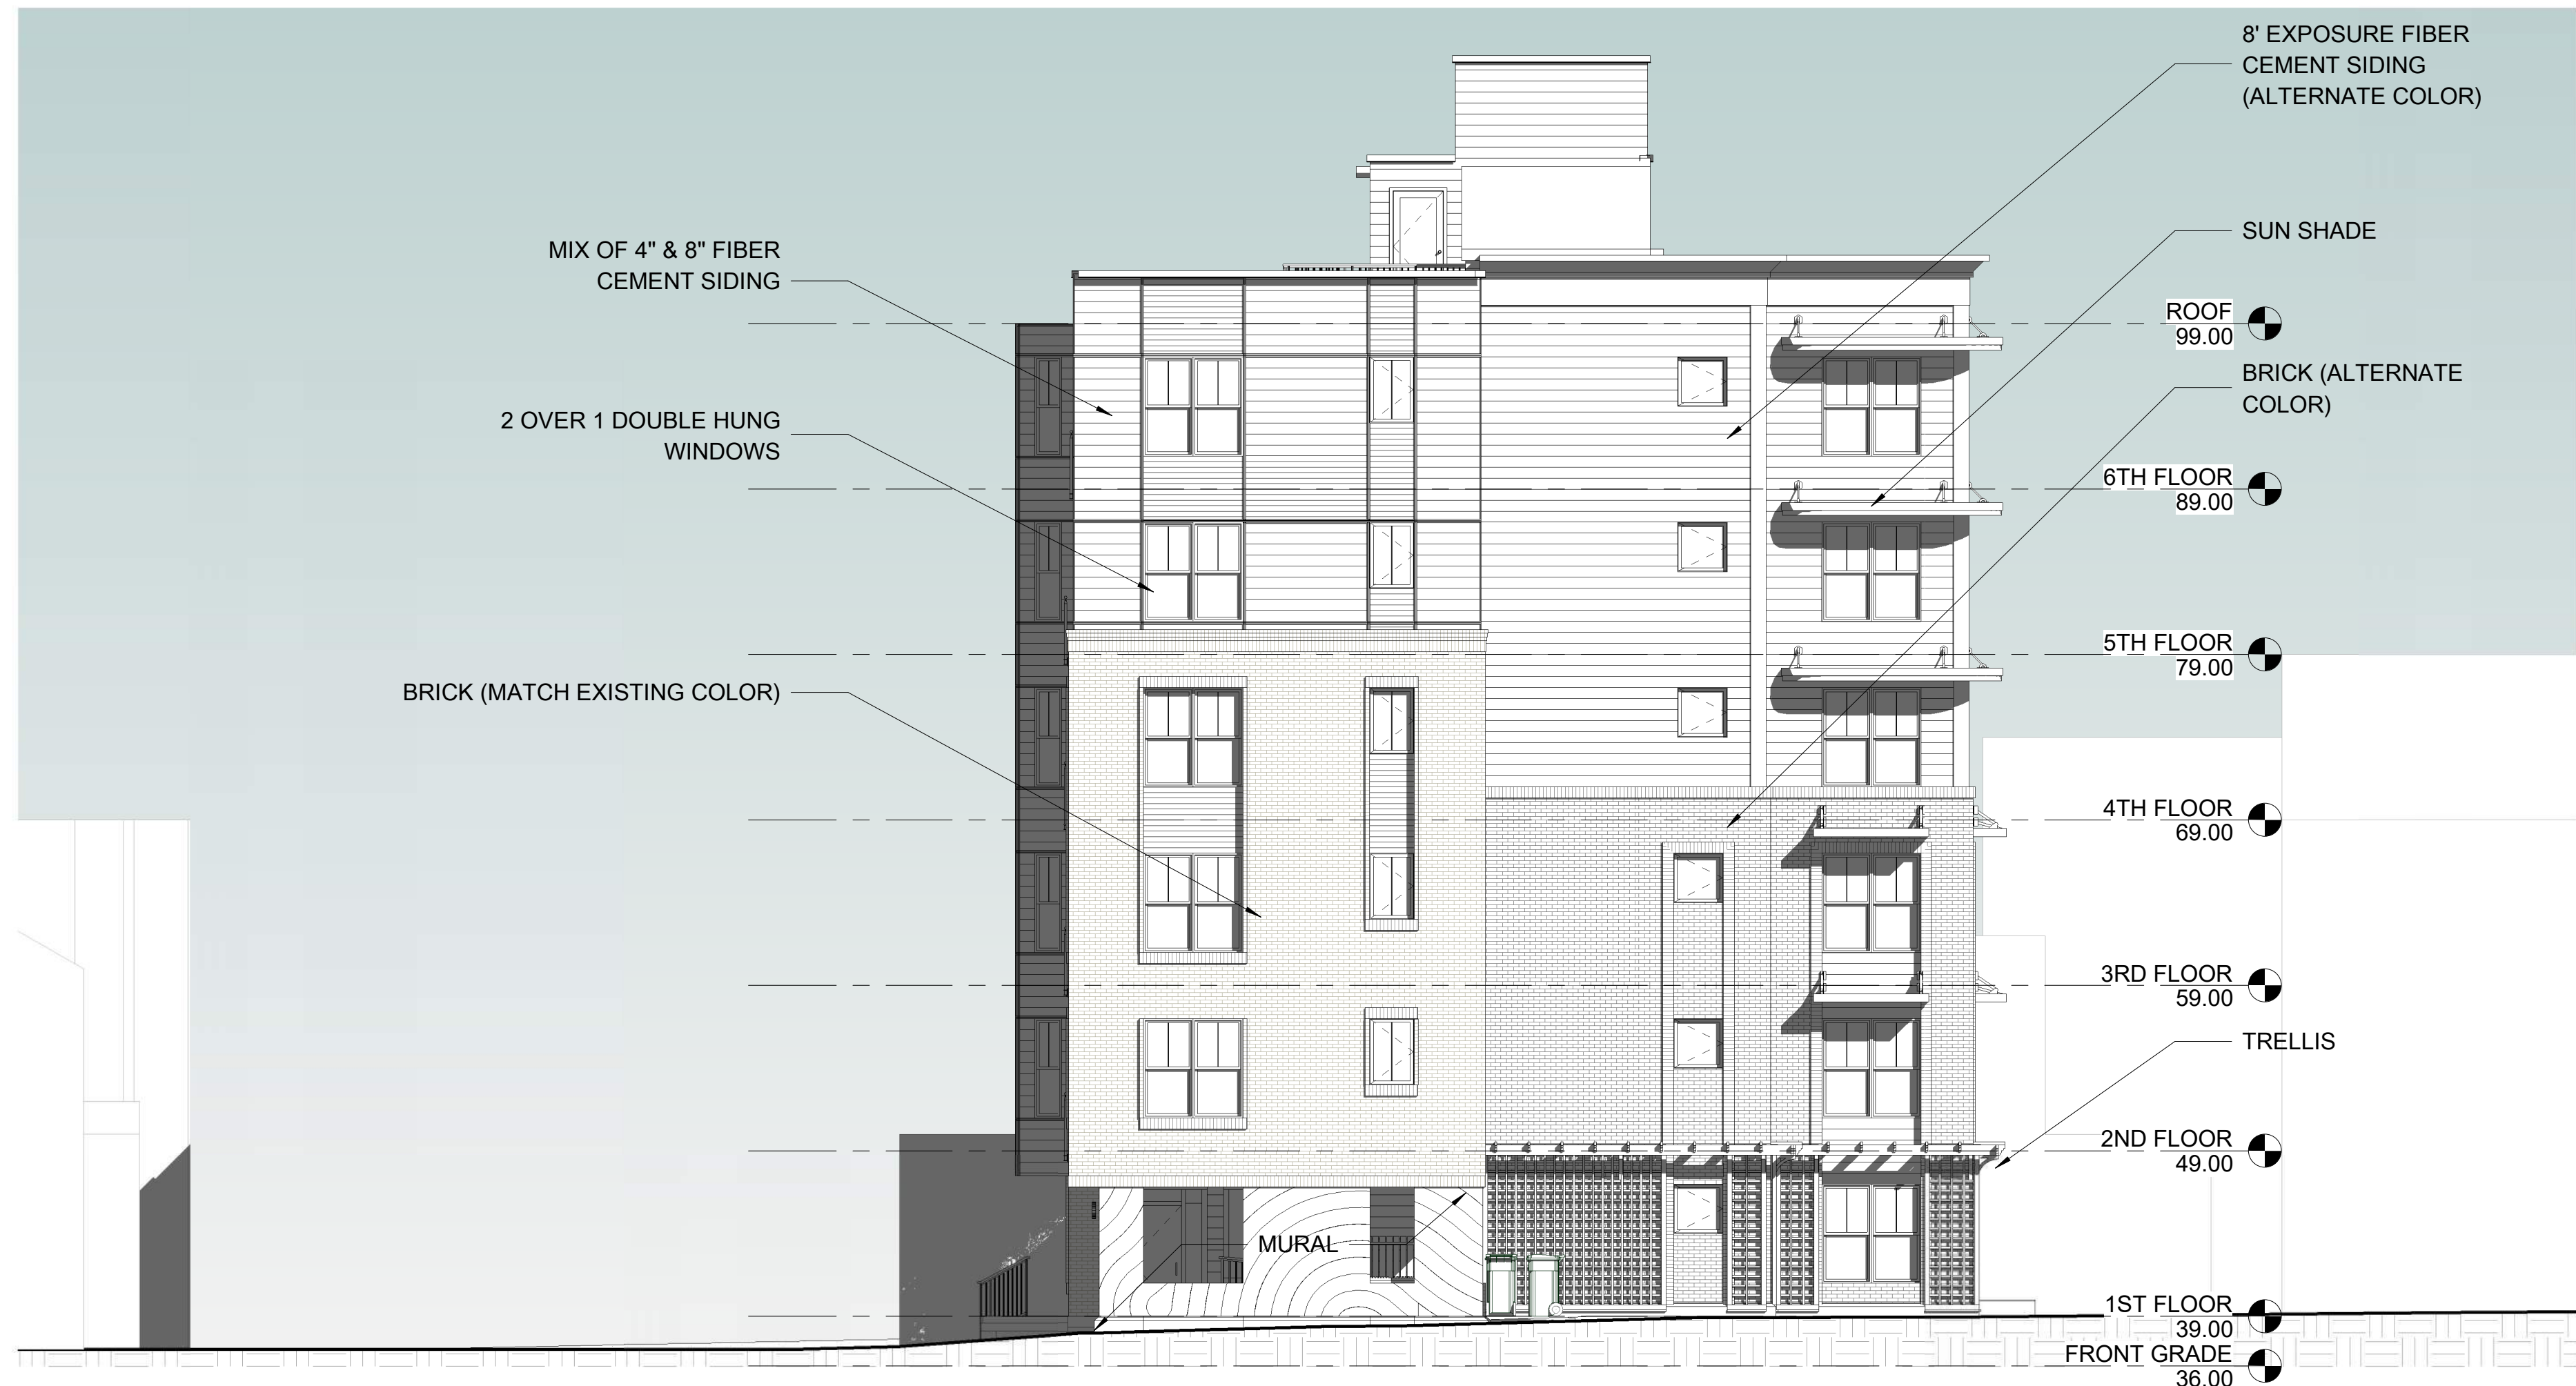 8' EXPOSURE FIBER
CEMENT SIDING
(ALTERNATE COLOR)
SUN SHADE
MIX OF 4" & 8" FIBER
CEMENT SIDING
ROOF
99.00
BRICK (ALTERNATE
COLOR)
2 OVER 1 DOUBLE HUNG
WINDOWS
6TH FLOOR
89.00
5TH FLOOR
79.00
BRICK (MATCH EXISTING COLOR)
4TH FLOOR
69.00
3RD FLOOR
59.00
TRELLIS
2ND FLOOR
49.00
MURAL
1ST FLOOR
39.00
FRONT GRADE
36.00